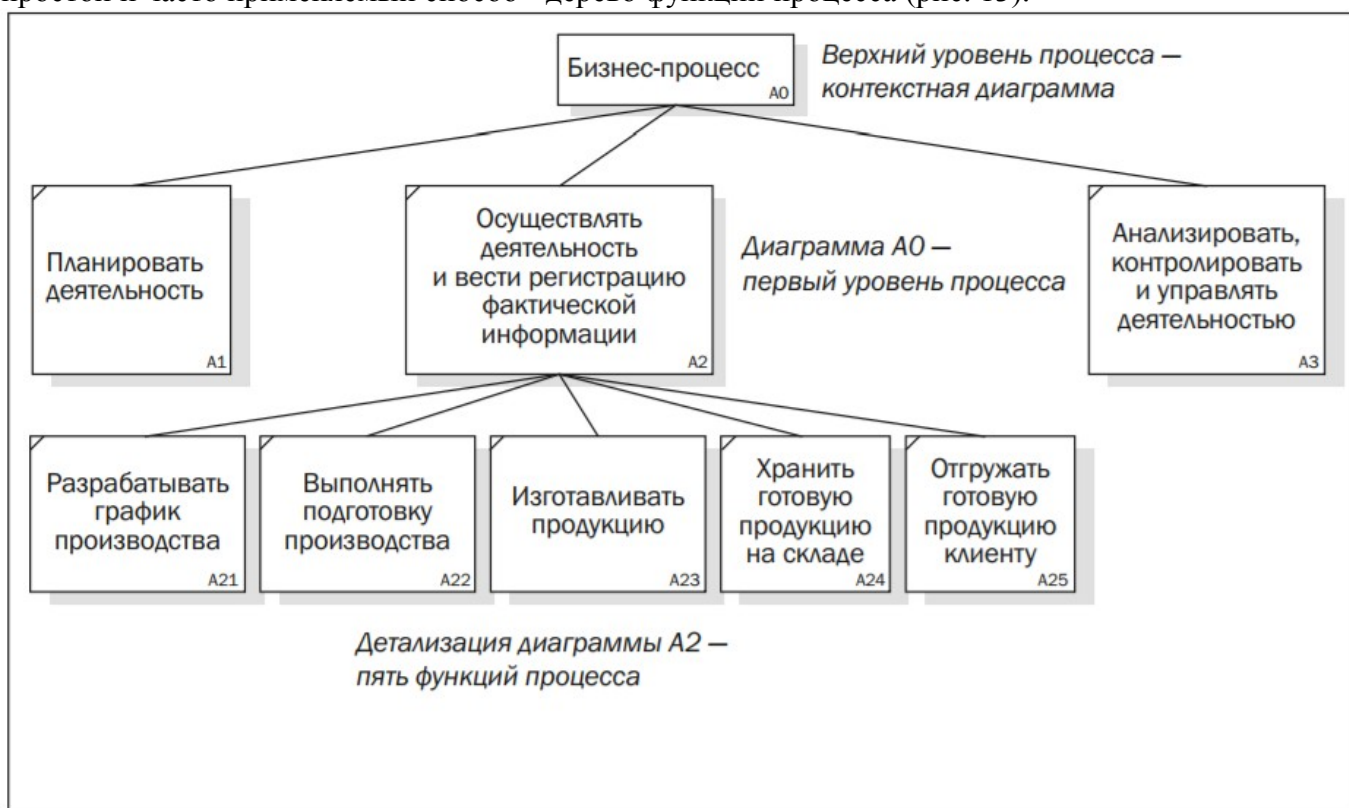 простой и часто применяемый способ - дерево функций процесса (рис. 15).
Бизнес-процесс
A0
Верхний уровень процесса —
контекстная диаграмма
Планировать
деятельность
A1
Осуществлять
деятельность
и вести регистрацию
фактической
информации
A2
Диаграмма A0 —
первый уровень процесса
Анализировать,
контролировать
и управлять
деятельностью
A3
Разрабатывать
график
производства
A21
Выполнять
подготовку
производства
A22
Изготавливать
продукцию
A23
Хранить
готовую
продукцию
на складе
A24
Отгружать
готовую
продукцию
клиенту
A25
Детализация диаграммы A2 —
пять функций процесса